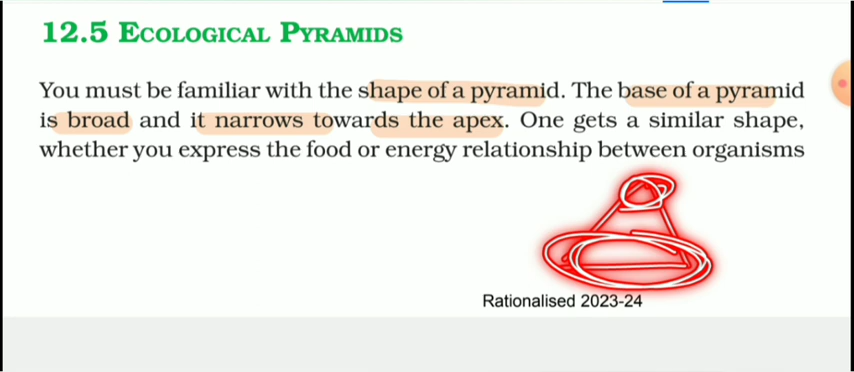 12.5 ECOLOGICAL PYRAMIDS
You must be familiar with the shape of a pyramid. The base of a pyramid
is broad and it narrows towards the apex. One gets a similar shape,
whether you express the food or energy relationship between organisms
Rationalised 2023-24